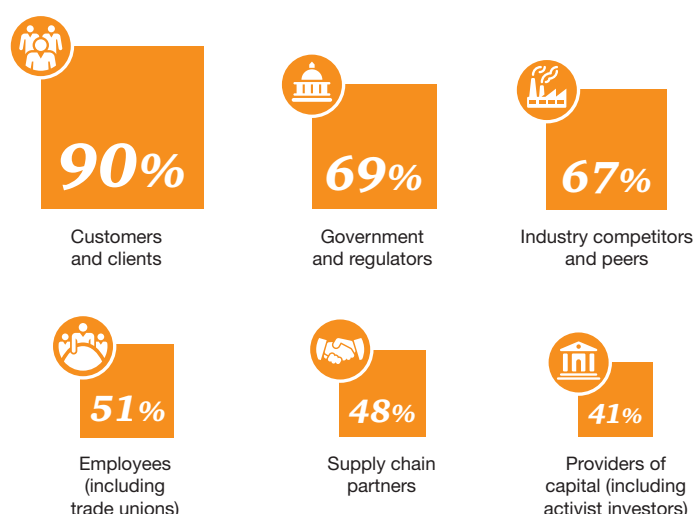 90%
Customers
and clients
69%
Government
and regulators
67%
Industry competitors
and peers
51%
Employees
(including
trade unions)
48%
Supply chain
partners
41%
Providers of
capital (including
activist investors)